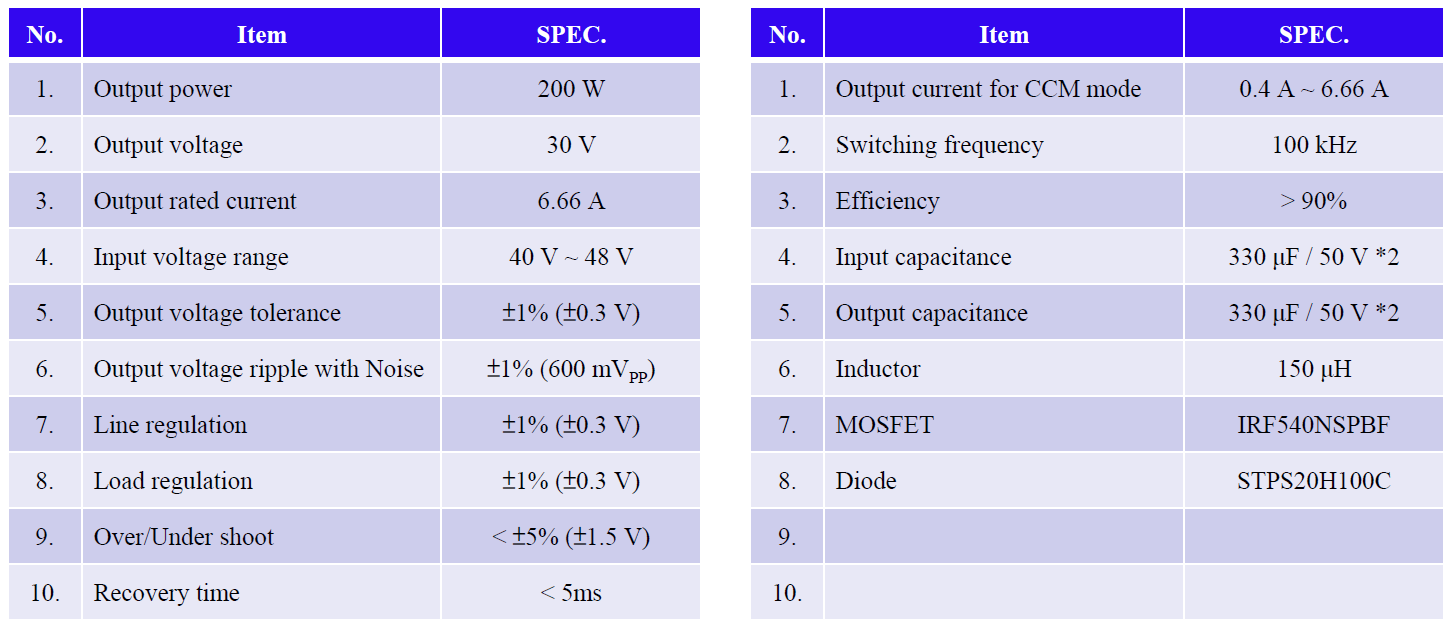 No. Item SPEC.
1. Output power 200 W
2. Output voltage 30 V
3. Output rated current 6.66 A
4. Input voltage range 40 V ~ 48 V
5. Output voltage tolerance ±1% (±0.3 V)
6. Output voltage ripple with Noise ±1% (600 mVPP)
7. Line regulation ±1% (±0.3 V)
8. Load regulation ±1% (±0.3 V)
9. Over/Under shoot < ±5% (±1.5 V)
10. Recovery time < 5ms
No. Item SPEC.
1. Output current for CCM mode 0.4 A ~ 6.66 A
2. Switching frequency 100 kHz
3. Efficiency > 90%
4. Input capacitance 330 μF / 50 V *2
5. Output capacitance 330 μF / 50 V *2
6. Inductor 150 μH
7. MOSFET IRF540NSPBF
8. Diode STPS20H100C
9.
10.